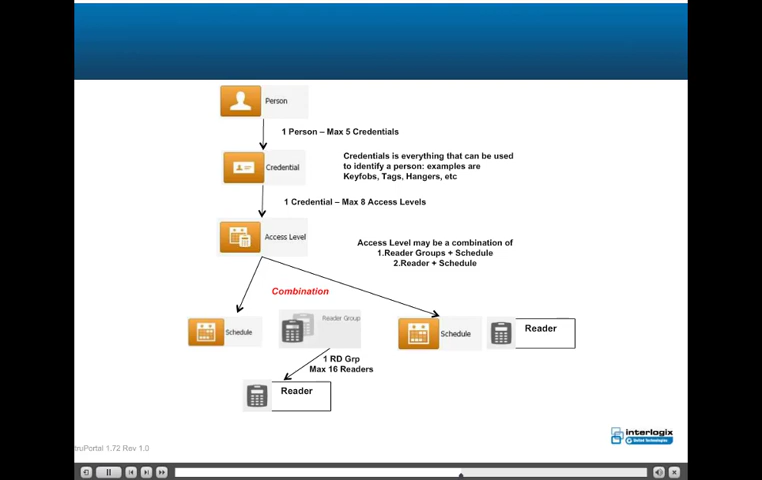 Person
1 Person – Max 5 Credentials
Credential
Credentials is everything that can be used
to identify a person: examples are
Keyfobs, Tags, Hangers, etc
1 Credential – Max 8 Access Levels
Access Level
Access Level may be a combination of
1.Reader Groups + Schedule
2.Reader + Schedule
Combination
Schedule
Reader Group
Schedule
Reader
1 RD Grp
Max 16 Readers
Reader
interlogix
United Technologies
truPortal 1.72 Rev 1.0